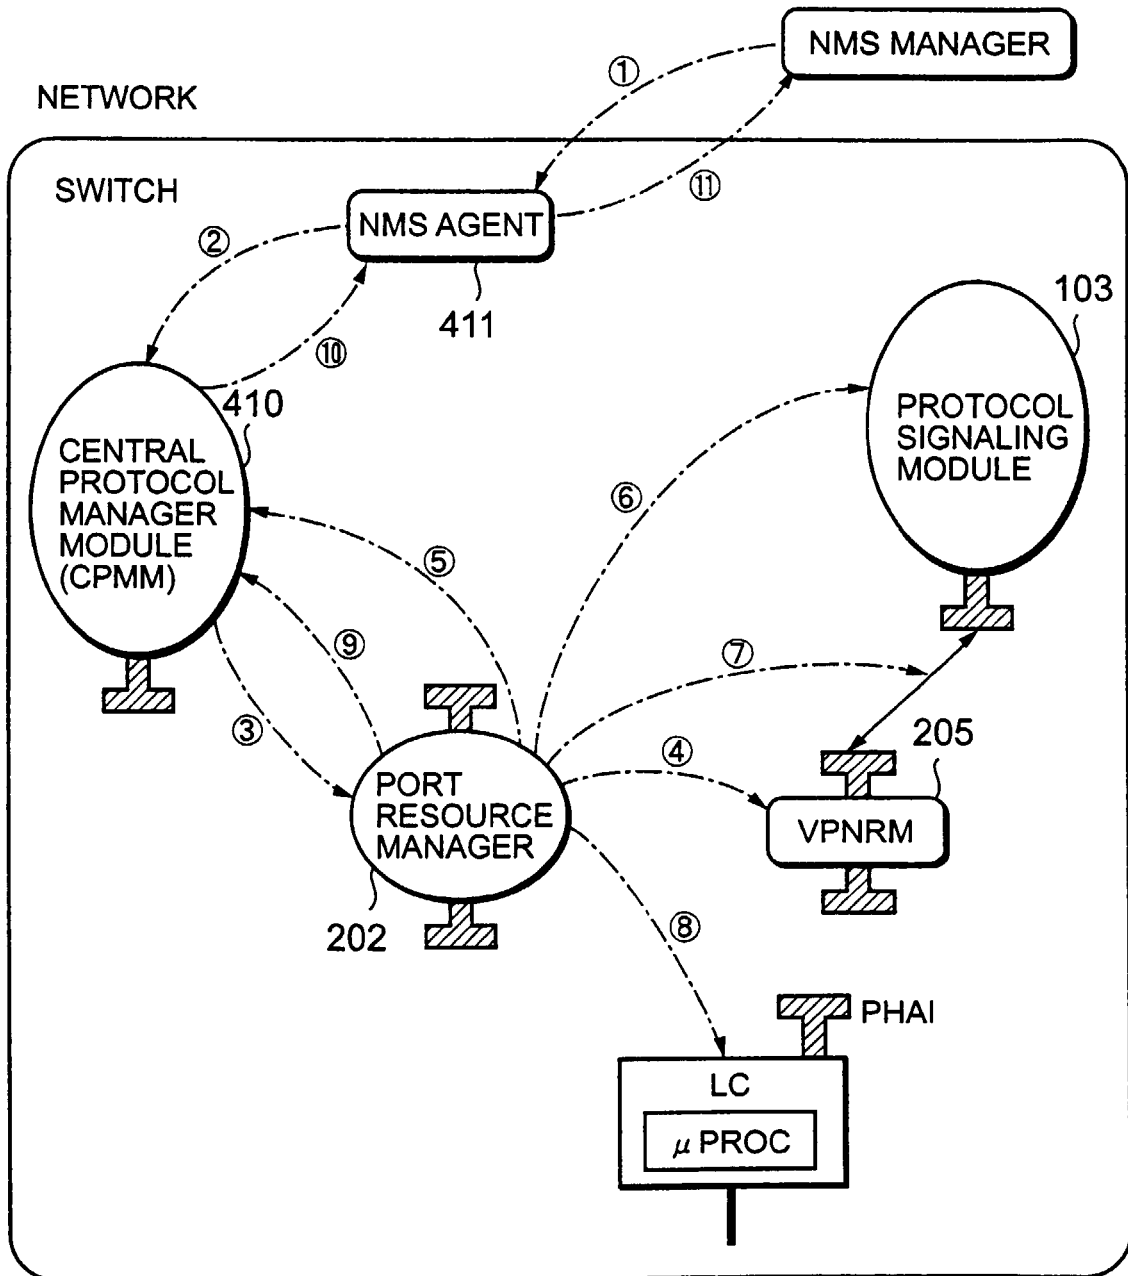 NMS MANAGER
①
NETWORK
SWITCH
⑪
NMS AGENT
②
411
103
⑩
410
CENTRAL
PROTOCOL
MANAGER
MODULE
(CPMM)
PROTOCOL
SIGNALING
MODULE
⑥
⑤
⑨
⑦
③
④
205
PORT
RESOURCE
MANAGER
VPNRM
202
⑧
PHAI
LC
μ PROC